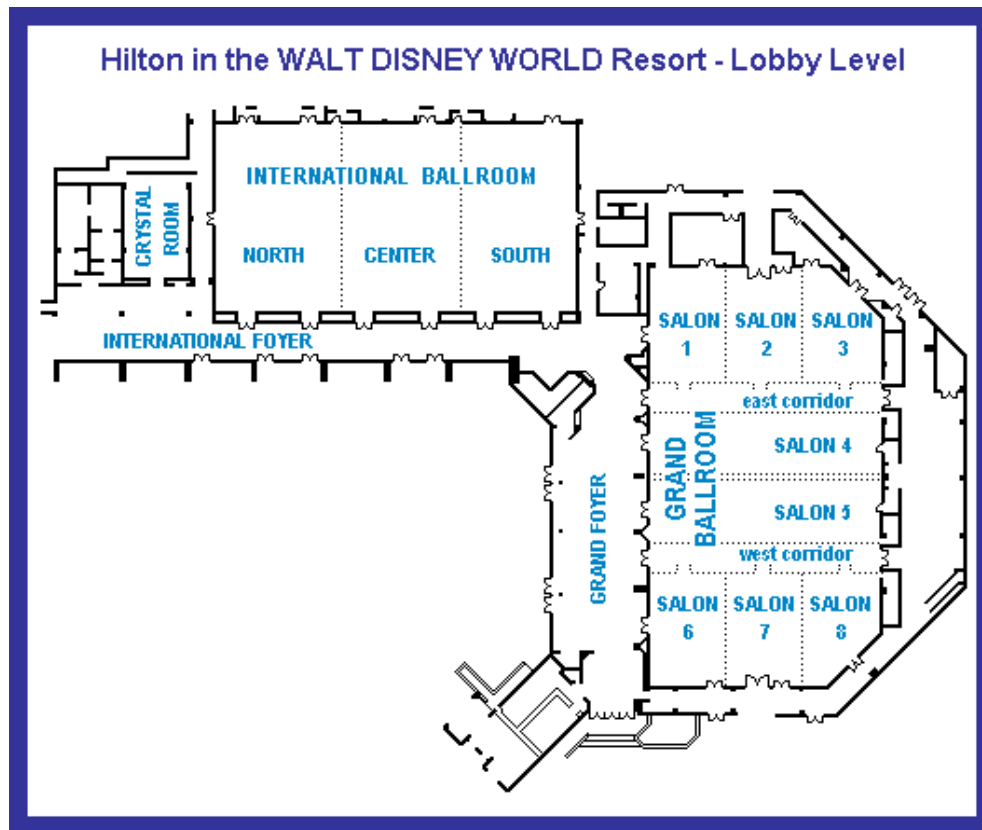 Hilton in the WALT DISNEY WORLD Resort - Lobby Level
INTERNATIONAL BALLROOM
CRYSTAL
ROOM
NORTH
CENTER
SOUTH
INTERNATIONAL FOYER
SALON
1
SALON
2
SALON
3
east corridor
SALON 4
GRAND
BALLROOM
SALON 5
west corridor
GRAND FOYER
SALON
6
SALON
7
SALON
8